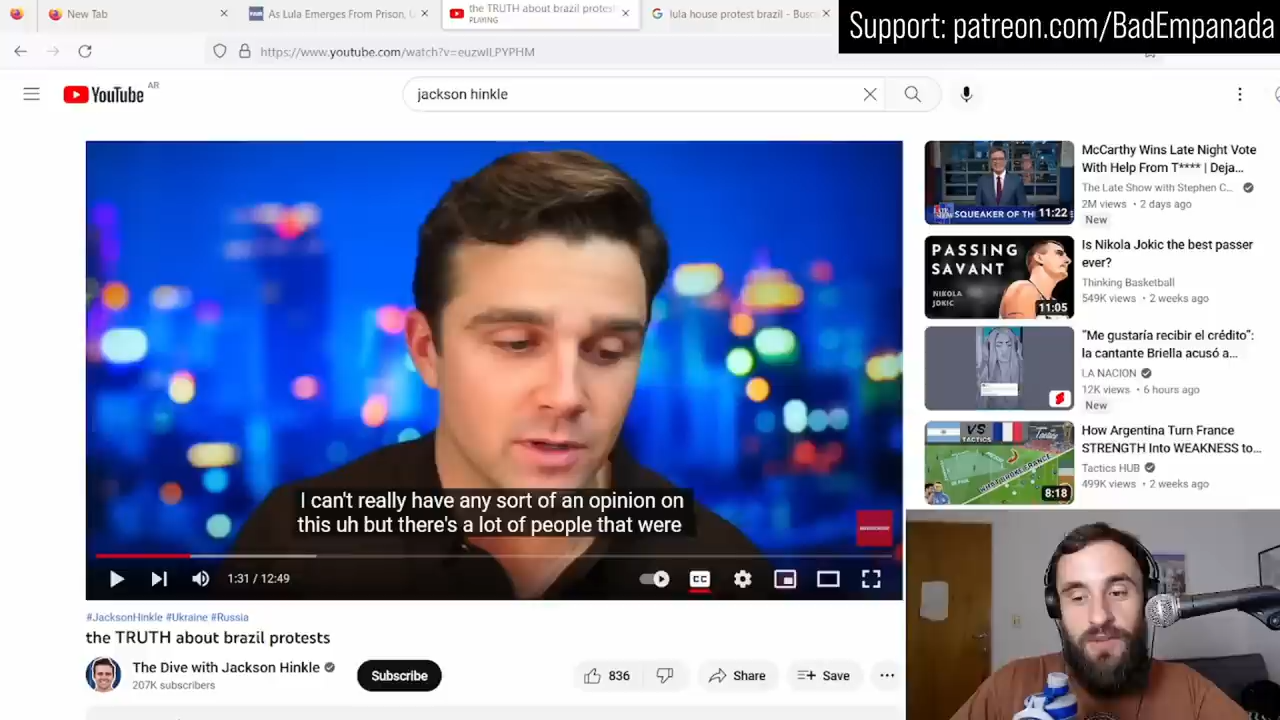 New Tab
As Lula Emerges From Prison, U
the TRUTH about brazil protest
PLAYING
lula house protest brazil - Busc
Support: patreon.com/BadEmpanada
https://www.youtube.com/watch?v=euzwILPYPHM
YouTube AR
jackson hinkle
I can't really have any sort of an opinion on
this uh but there's a lot of people that were
1:31 / 12:49
CC
#JacksonHinkle #Ukraine #Russia
the TRUTH about brazil protests
The Dive with Jackson Hinkle
207K subscribers
Subscribe
836
Share
Save
SQUEAKER OF TH
11:22
McCarthy Wins Late Night Vote
With Help From T**** | Deja...
The Late Show with Stephen C...
2M views • 2 days ago
New
PASSING
SAVANT
NIKOLA
JOKIC
11:05
Is Nikola Jokic the best passer
ever?
Thinking Basketball
549K views • 2 weeks ago
"Me gustaría recibir el crédito":
la cantante Briella acusó a...
LA NACION
12K views • 6 hours ago
New
VS
TACTICS
8:18
How Argentina Turn France
STRENGTH Into WEAKNESS to...
Tactics HUB
499K views • 2 weeks ago